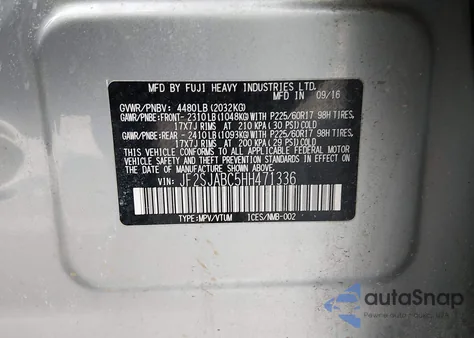 MFD BY FUJI HEAVY INDUSTRIES LTD.
MFD IN 09/16
GVWR/PNBV: 4480LB(2032KG)
GAWR/PNBE:FRONT- 2310LB(1048KG)WITH P225/60R17 98H TIRES,
17X7J RIMS AT 210 KPA(30 PSI)COLD
GAWR/PNBE:REAR - 2410LB(1093KG)WITH P225/60R17 98H TIRES,
17X7J RIMS AT 200 KPA(29 PSI)COLD
THIS VEHICLE CONFORMS TO ALL APPLICABLE FEDERAL MOTOR
VEHICLE SAFETY AND THEFT PREVENTION STANDARDS IN EFFECT ON
THE DATE OF MANUFACTURE SHOWN ABOVE.
VIN: JF2SJABC5HH471336
TYPE:MPV/VTUM ICES/NMB-002
autoSnap